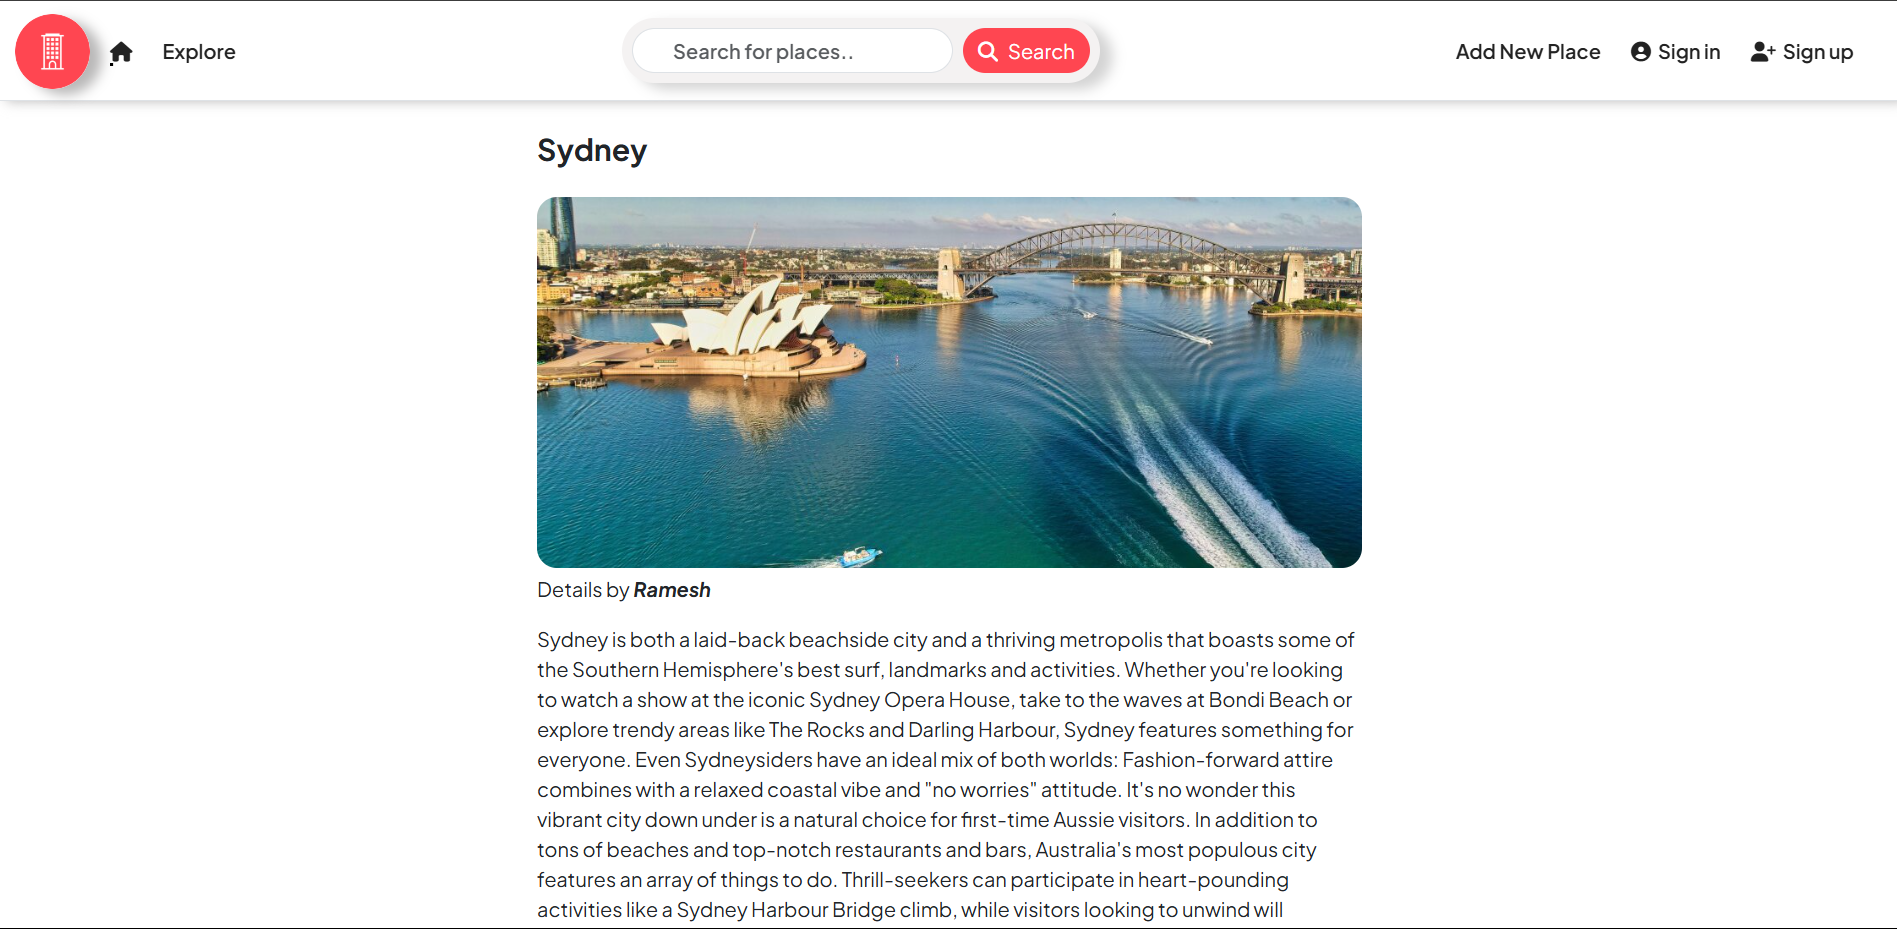 Explore
Search for places..
Search
Add New Place
Sign in
Sign up
Sydney
Details by Ramesh
Sydney is both a laid-back beachside city and a thriving metropolis that boasts some of
the Southern Hemisphere's best surf, landmarks and activities. Whether you're looking
to watch a show at the iconic Sydney Opera House, take to the waves at Bondi Beach or
explore trendy areas like The Rocks and Darling Harbour, Sydney features something for
everyone. Even Sydneysiders have an ideal mix of both worlds: Fashion-forward attire
combines with a relaxed coastal vibe and "no worries" attitude. It's no wonder this
vibrant city down under is a natural choice for first-time Aussie visitors. In addition to
tons of beaches and top-notch restaurants and bars, Australia's most populous city
features an array of things to do. Thrill-seekers can participate in heart-pounding
activities like a Sydney Harbour Bridge climb, while visitors looking to unwind will